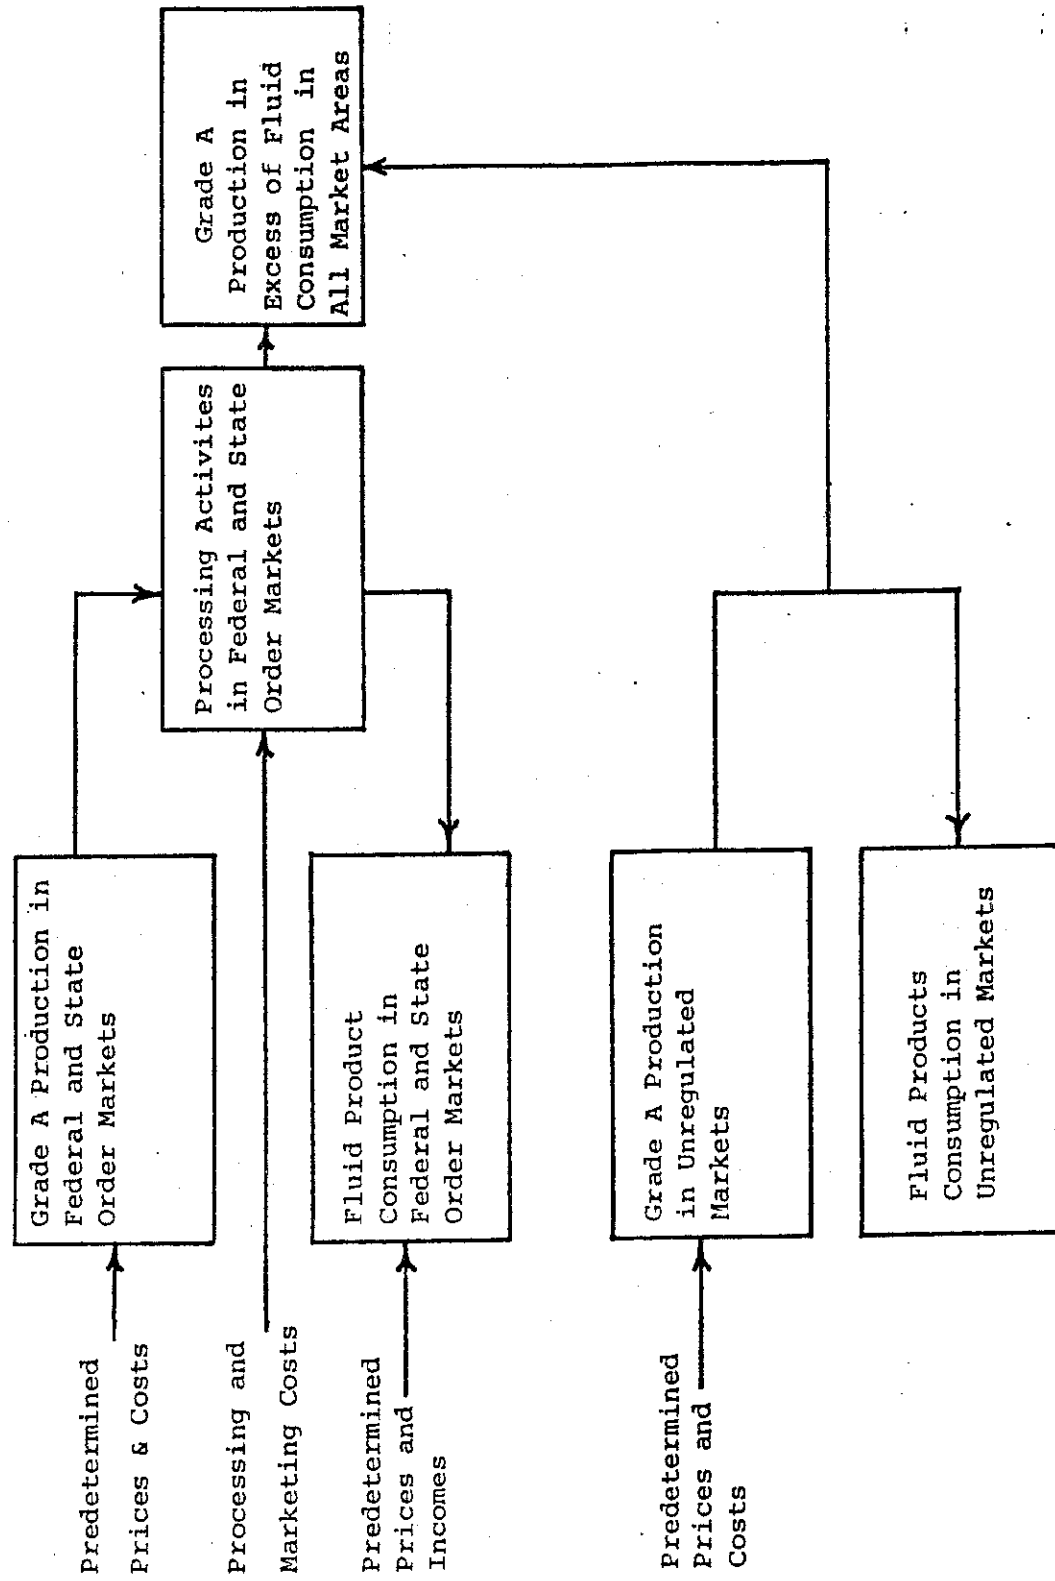 Predetermined
Prices & Costs
Grade A Production in
Federal and State
Order Markets
Processing and
Marketing Costs
Processing Activites
in Federal and State
Order Markets
Grade A
Production in
Excess of Fluid
Consumption in
All Market Areas
Predetermined
Prices and
Incomes
Fluid Product
Consumption in
Federal and State
Order Markets
Predetermined
Prices and
Costs
Grade A Production
in Unregulated
Markets
Fluid Products
Consumption in
Unregulated Markets